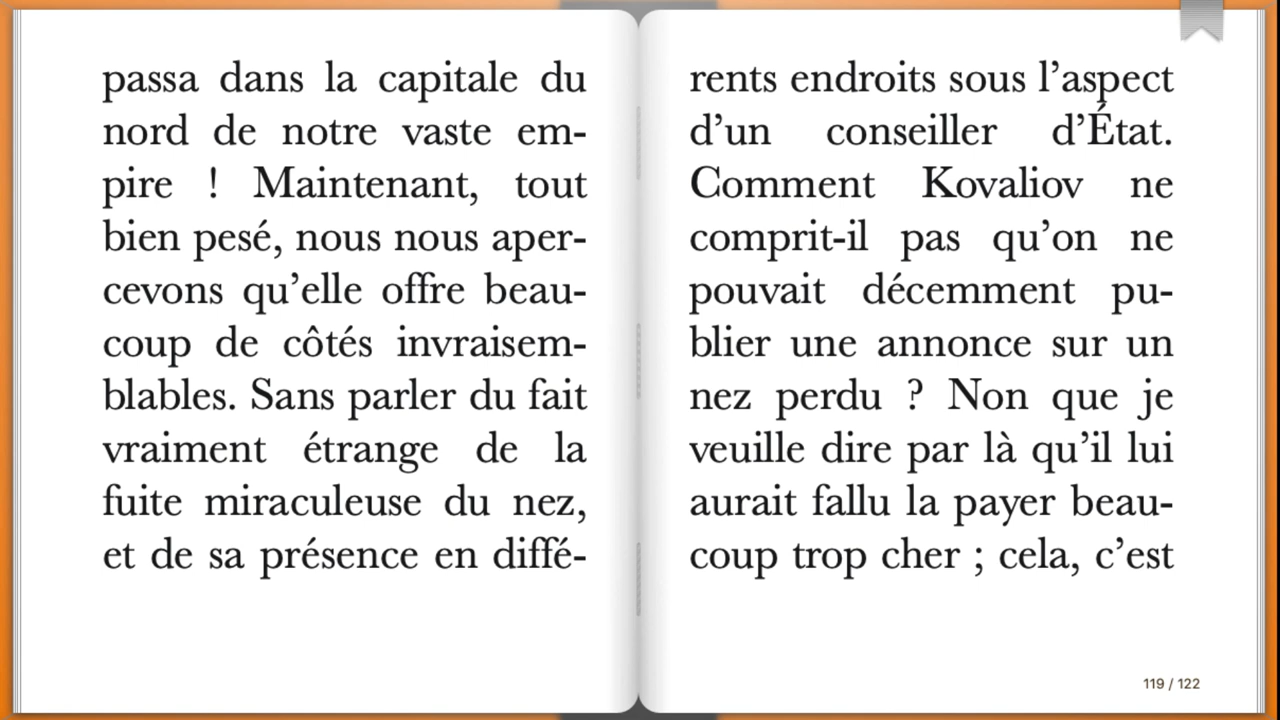 passa dans la capitale du
nord de notre vaste em-
pire ! Maintenant, tout
bien pesé, nous nous aper-
cevons qu’elle offre beau-
coup de côtés invraisem-
blables. Sans parler du fait
vraiment étrange de la
fuite miraculeuse du nez,
et de sa présence en diffé-
rents endroits sous l’aspect
d’un conseiller d’État.
Comment Kovaliov ne
comprit-il pas qu’on ne
pouvait décemment pu-
blier une annonce sur un
nez perdu ? Non que je
veuille dire par là qu’il lui
aurait fallu la payer beau-
coup trop cher ; cela, c’est
119 / 122